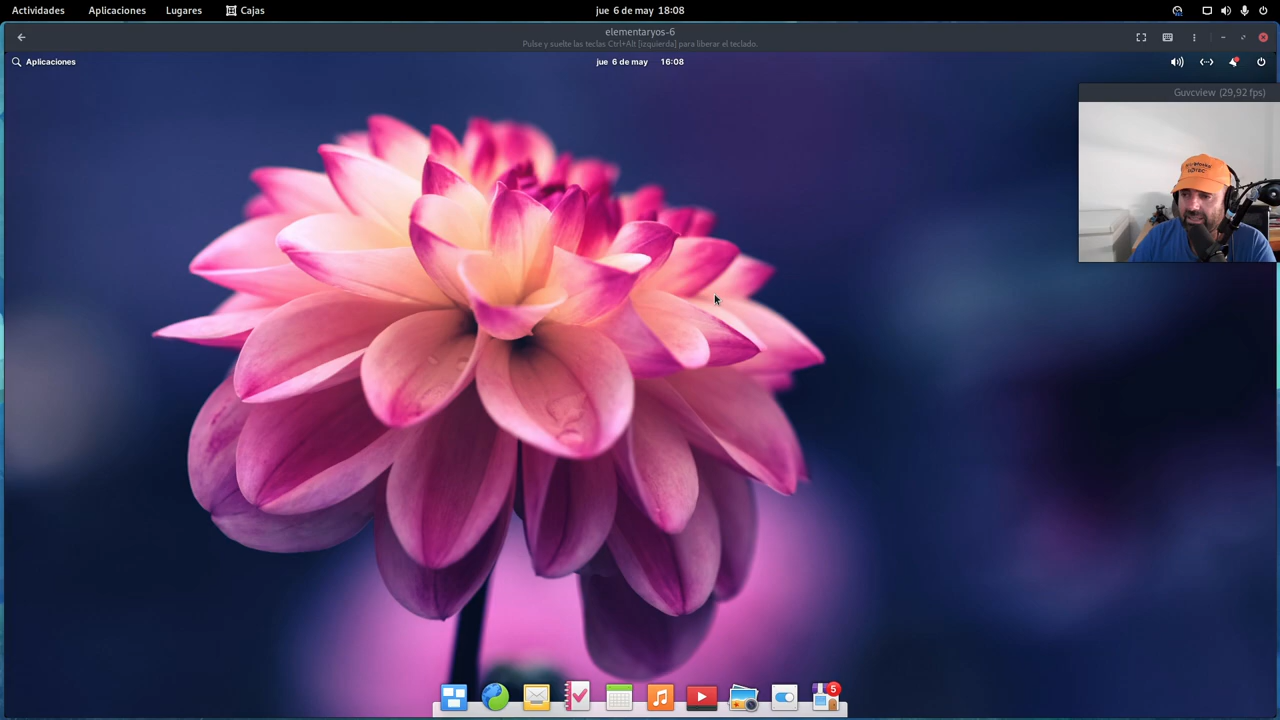 Actividades Aplicaciones Lugares Cajas jue 6 de may 18:08
elementaryos-6
Pulse y suelte las teclas Ctrl+Alt [izquierda] para liberar el teclado.
Aplicaciones jue 6 de may 16:08
Guvcview (29,92 fps)
5